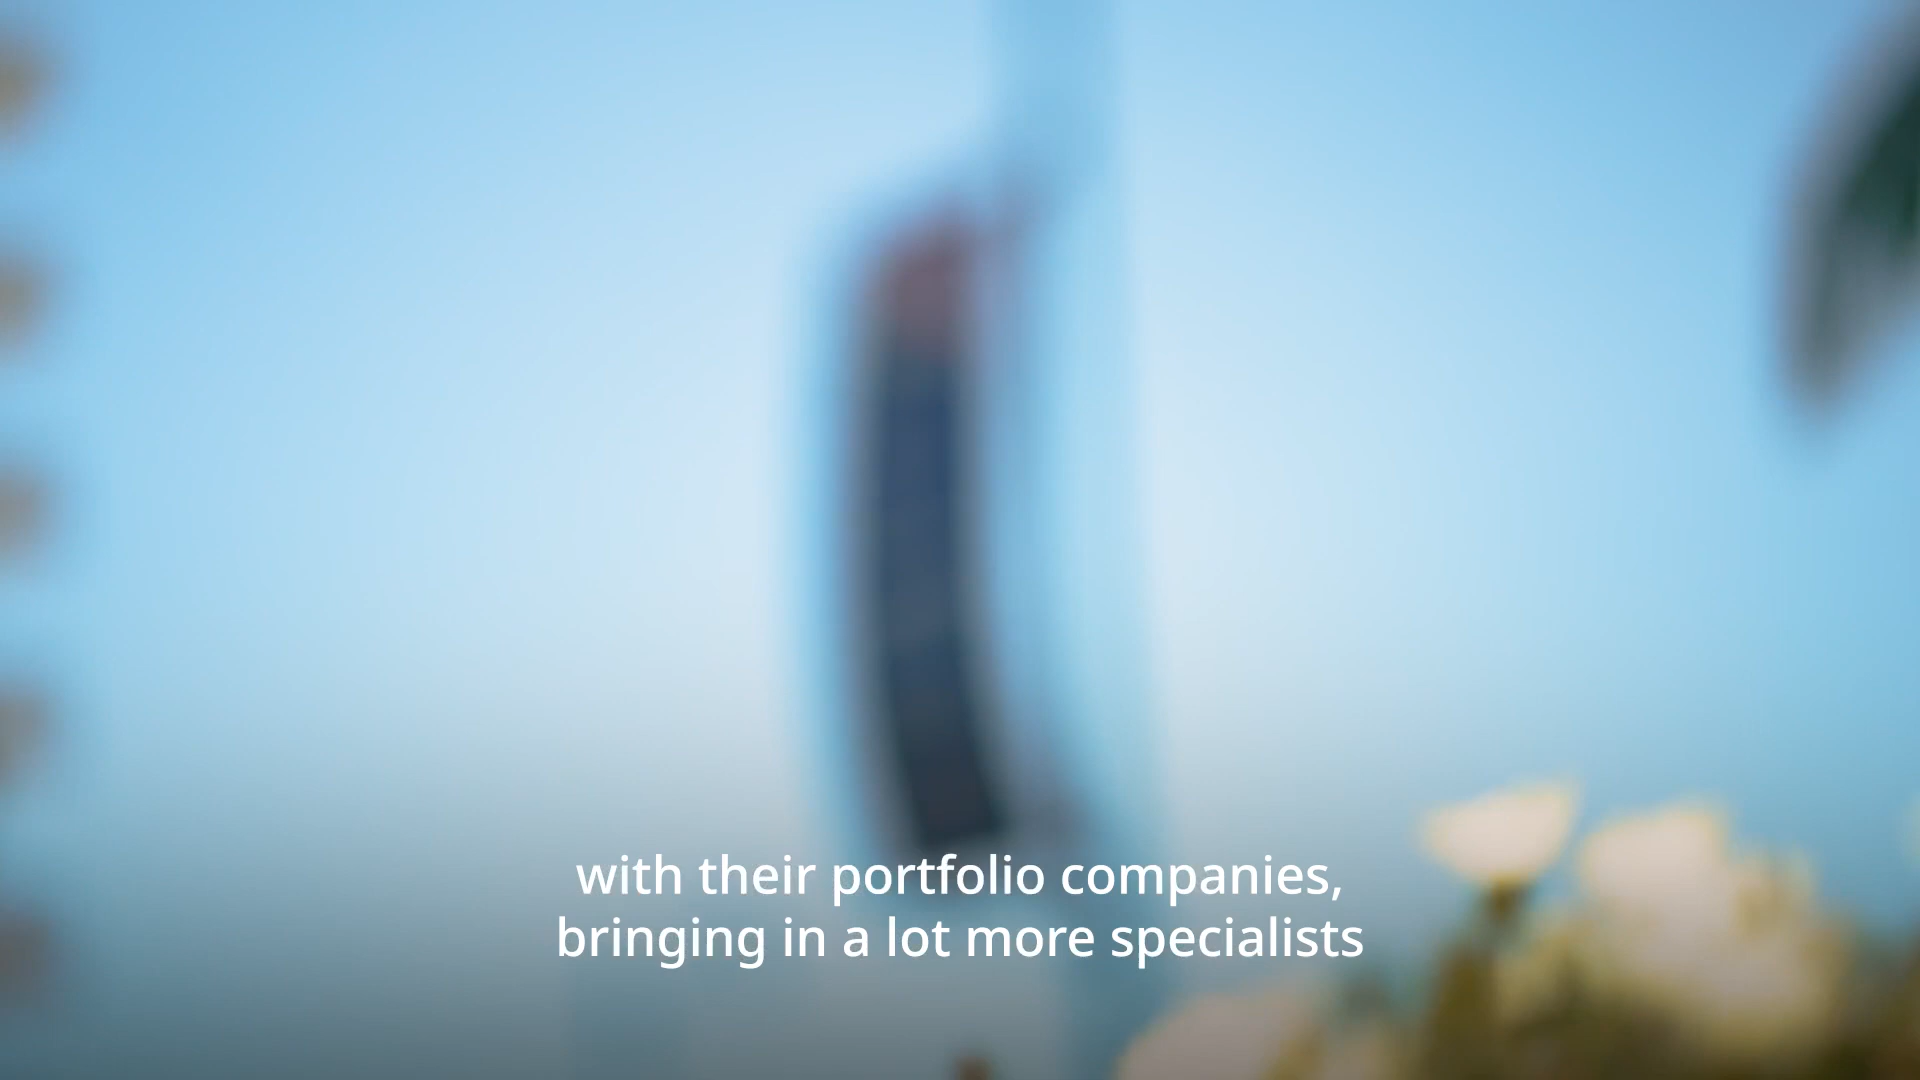 with their portfolio companies,
bringing in a lot more specialists